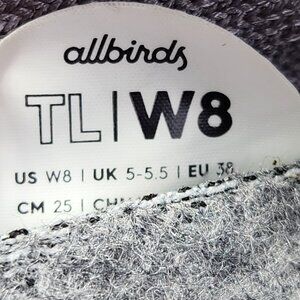 allbirds
TL | W8
US W8 | UK 5-5.5 | EU 38
CM 25 |